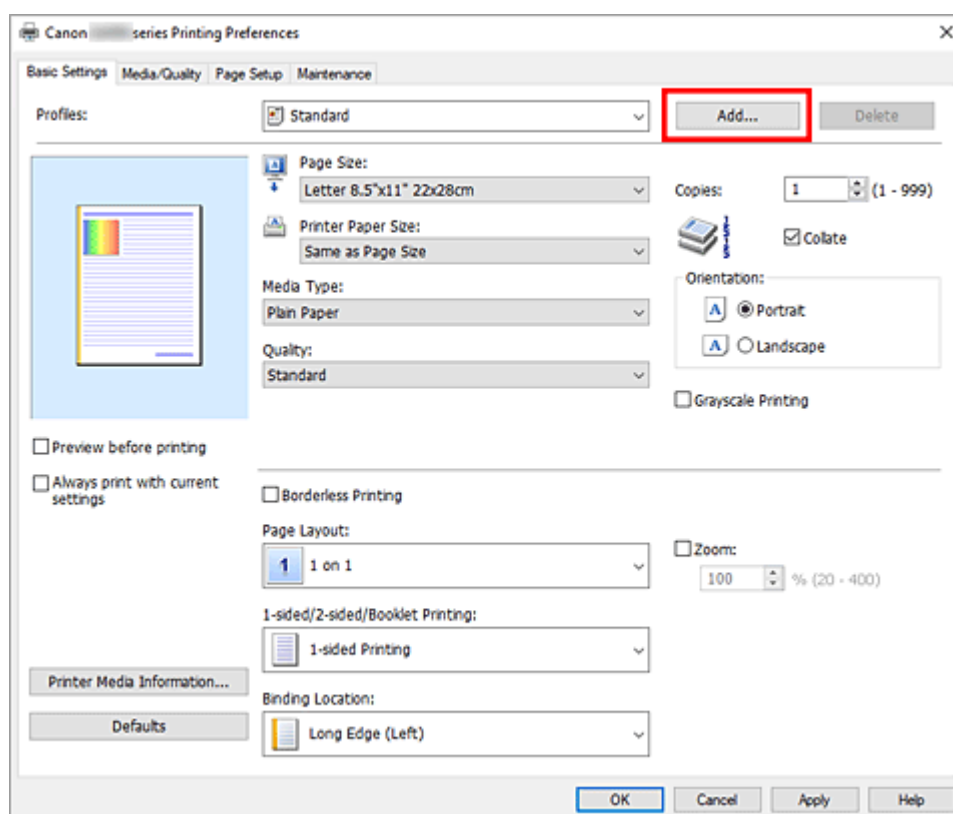 Canon series Printing Preferences
Basic Settings Media/Quality Page Setup Maintenance
Profiles: Standard Add... Delete
Page Size:
Letter 8.5"x11" 22x28cm
Copies: 1 (1 - 999)
Printer Paper Size:
Same as Page Size
Collate
Media Type:
Plain Paper
Orientation:
A Portrait
A Landscape
Quality:
Standard
Grayscale Printing
Preview before printing
Always print with current
settings
Borderless Printing
Page Layout:
1 1 on 1
Zoom:
100 % (20 - 400)
1-sided/2-sided/Booklet Printing:
1-sided Printing
Printer Media Information...
Defaults
Binding Location:
Long Edge (Left)
OK Cancel Apply Help